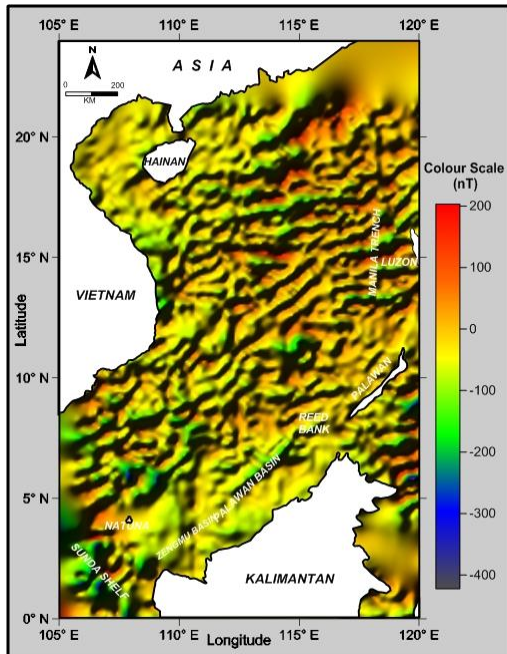 105° E 110° E 115° E 120° E
N
0 200
KM
A S I A
20° N
HAINAN
Colour Scale
(nT)
200
100
0
-100
-200
-300
-400
15° N
MANILA TRENCH
LUZON
VIETNAM
Latitude
10° N
PALAWAN
REED
BANK
PALAWAN BASIN
ZENGMU BASIN
5° N
NATUNA
SUNDA SHELF
KALIMANTAN
0° N
105° E 110° E 115° E 120° E
Longitude